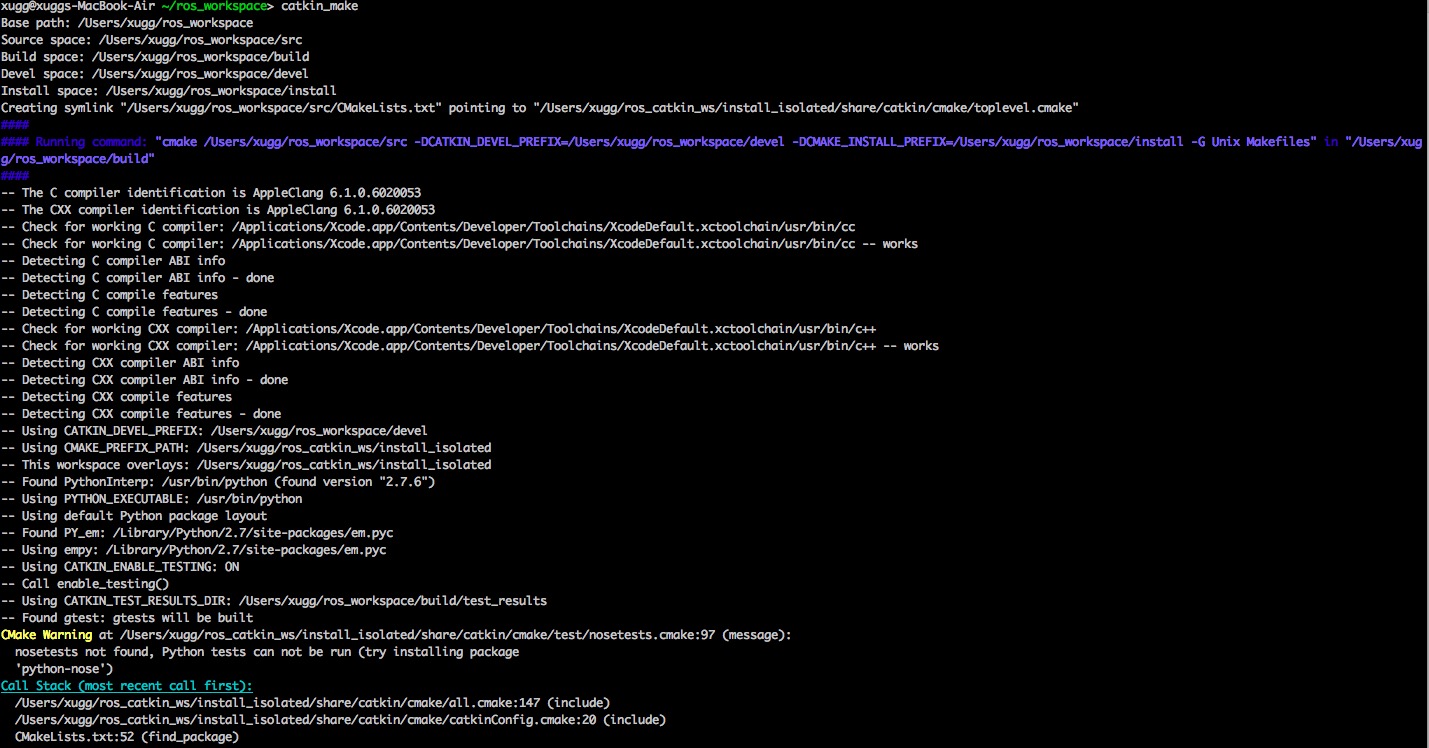 xugg@xuggs-MacBook-Air ~/ros_workspace> catkin_make
Base path: /Users/xugg/ros_workspace
Source space: /Users/xugg/ros_workspace/src
Build space: /Users/xugg/ros_workspace/build
Devel space: /Users/xugg/ros_workspace/devel
Install space: /Users/xugg/ros_workspace/install
Creating symlink "/Users/xugg/ros_workspace/src/CMakeLists.txt" pointing to "/Users/xugg/ros_catkin_ws/install_isolated/share/catkin/cmake/toplevel.cmake"
####
#### Running command: "cmake /Users/xugg/ros_workspace/src -DCATKIN_DEVEL_PREFIX=/Users/xugg/ros_workspace/devel -DCMAKE_INSTALL_PREFIX=/Users/xugg/ros_workspace/install -G Unix Makefiles" in "/Users/xug
g/ros_workspace/build"
####
-- The C compiler identification is AppleClang 6.1.0.6020053
-- The CXX compiler identification is AppleClang 6.1.0.6020053
-- Check for working C compiler: /Applications/Xcode.app/Contents/Developer/Toolchains/XcodeDefault.xctoolchain/usr/bin/cc
-- Check for working C compiler: /Applications/Xcode.app/Contents/Developer/Toolchains/XcodeDefault.xctoolchain/usr/bin/cc -- works
-- Detecting C compiler ABI info
-- Detecting C compiler ABI info - done
-- Detecting C compile features
-- Detecting C compile features - done
-- Check for working CXX compiler: /Applications/Xcode.app/Contents/Developer/Toolchains/XcodeDefault.xctoolchain/usr/bin/c++
-- Check for working CXX compiler: /Applications/Xcode.app/Contents/Developer/Toolchains/XcodeDefault.xctoolchain/usr/bin/c++ -- works
-- Detecting CXX compiler ABI info
-- Detecting CXX compiler ABI info - done
-- Detecting CXX compile features
-- Detecting CXX compile features - done
-- Using CATKIN_DEVEL_PREFIX: /Users/xugg/ros_workspace/devel
-- Using CMAKE_PREFIX_PATH: /Users/xugg/ros_catkin_ws/install_isolated
-- This workspace overlays: /Users/xugg/ros_catkin_ws/install_isolated
-- Found PythonInterp: /usr/bin/python (found version "2.7.6")
-- Using PYTHON_EXECUTABLE: /usr/bin/python
-- Using default Python package layout
-- Found PY_em: /Library/Python/2.7/site-packages/em.pyc
-- Using empy: /Library/Python/2.7/site-packages/em.pyc
-- Using CATKIN_ENABLE_TESTING: ON
-- Call enable_testing()
-- Using CATKIN_TEST_RESULTS_DIR: /Users/xugg/ros_workspace/build/test_results
-- Found gtest: gtests will be built
CMake Warning at /Users/xugg/ros_catkin_ws/install_isolated/share/catkin/cmake/test/nosetests.cmake:97 (message):
  nosetests not found, Python tests can not be run (try installing package
  'python-nose')
Call Stack (most recent call first):
  /Users/xugg/ros_catkin_ws/install_isolated/share/catkin/cmake/all.cmake:147 (include)
  /Users/xugg/ros_catkin_ws/install_isolated/share/catkin/cmake/catkinConfig.cmake:20 (include)
  CMakeLists.txt:52 (find_package)